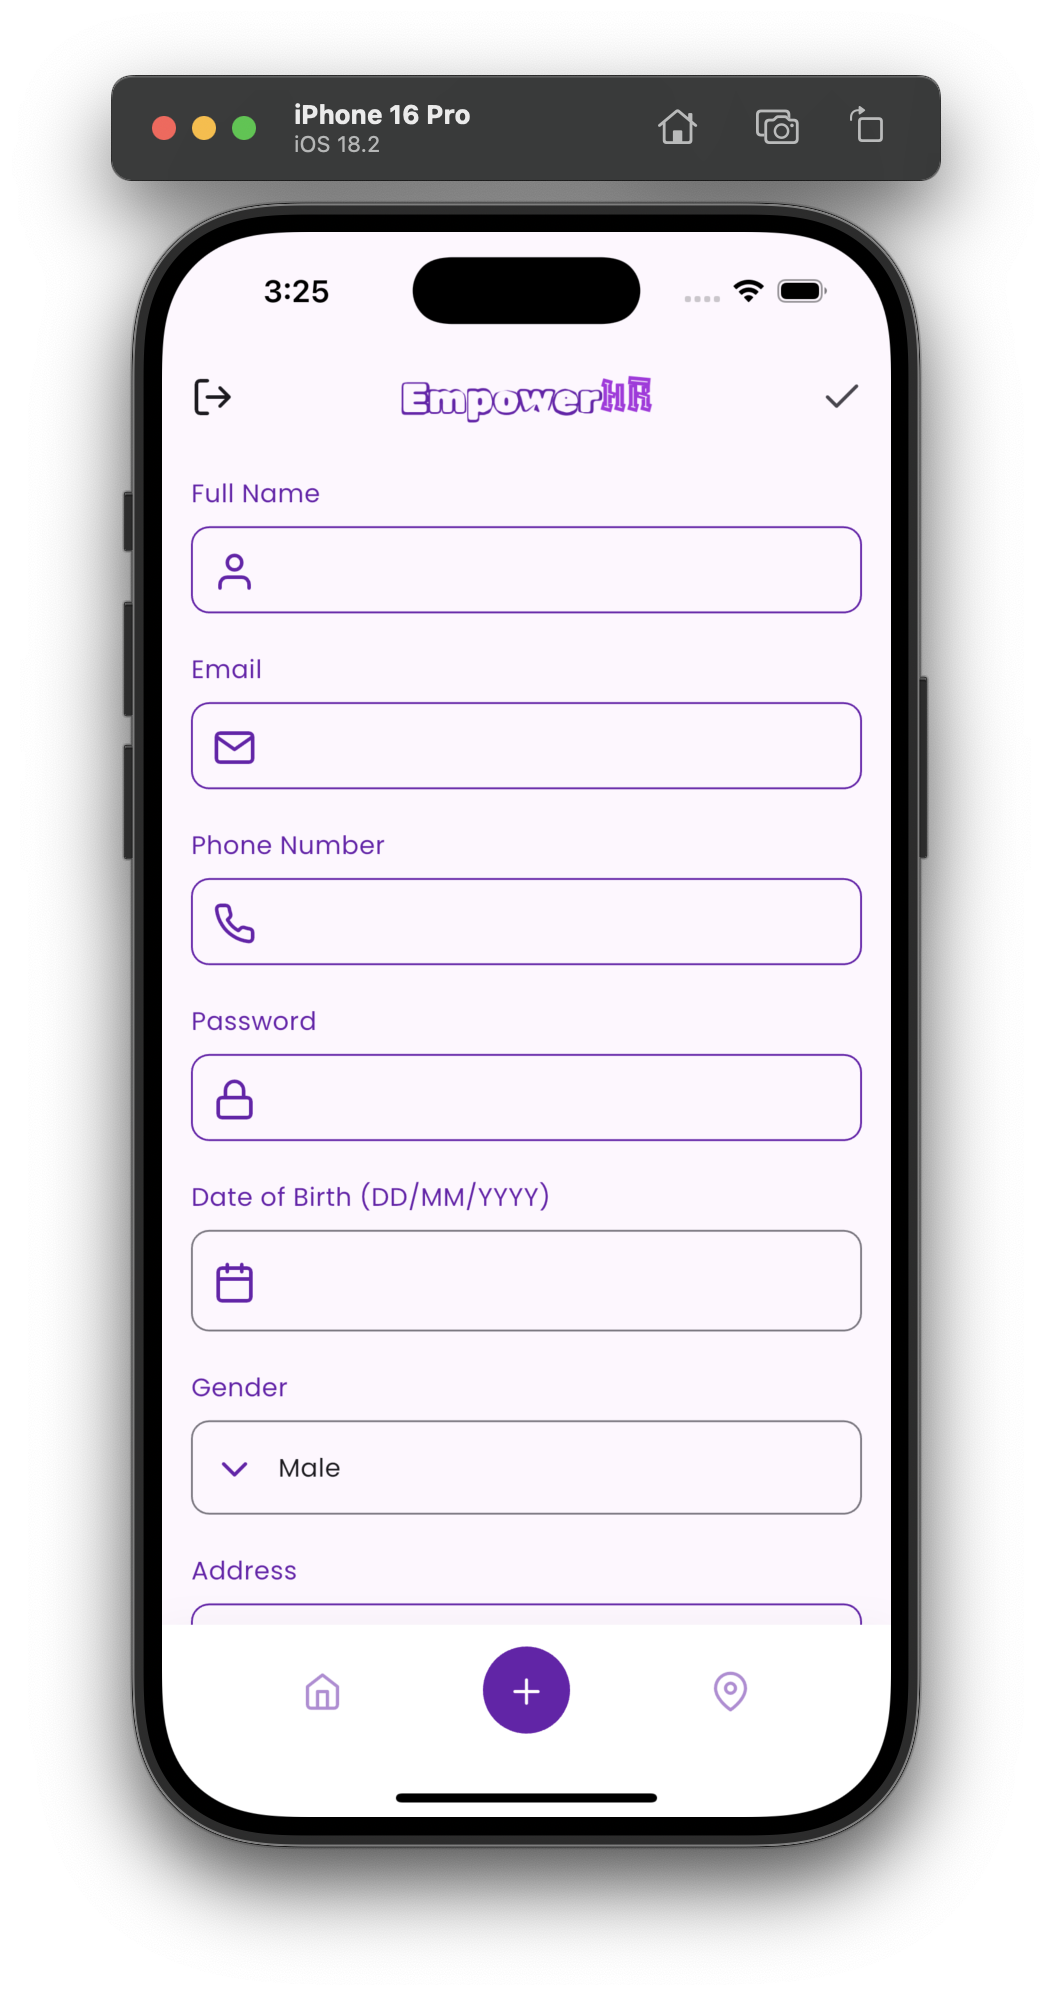 iPhone 16 Pro
iOS 18.2
3:25
EmpowerHR
Full Name
Email
Phone Number
Password
Date of Birth (DD/MM/YYYY)
Gender
Male
Address